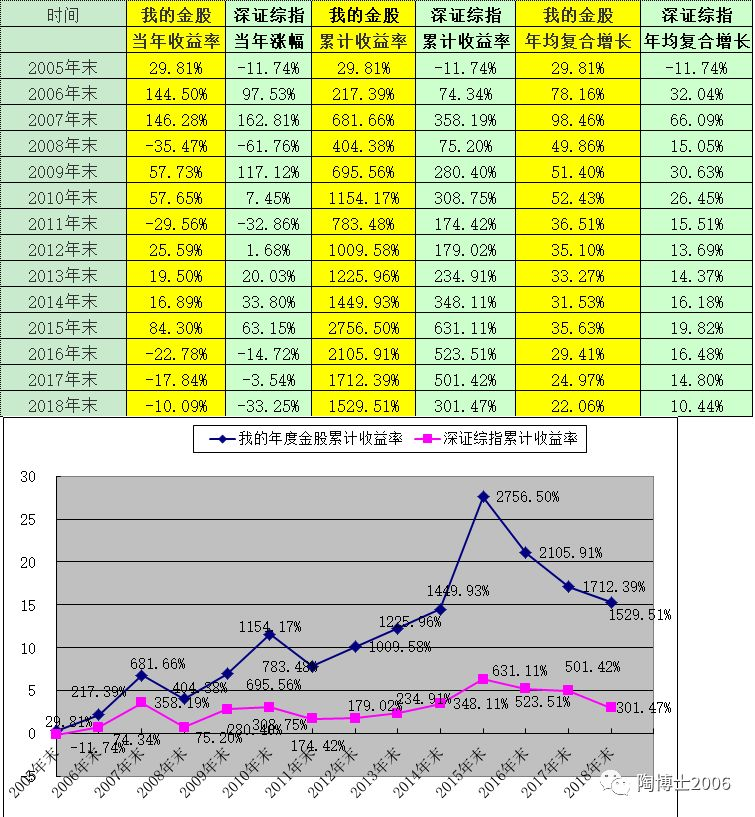 时间 我的金股 深证综指 我的金股 深证综指 我的金股 深证综指
当年收益率 当年涨幅 累计收益率 累计收益率 年均复合增长 年均复合增长
2005年末 29.81% -11.74% 29.81% -11.74% 29.81% -11.74%
2006年末 144.50% 97.53% 217.39% 74.34% 78.16% 32.04%
2007年末 146.28% 162.81% 681.66% 358.19% 98.46% 66.09%
2008年末 -35.47% -61.76% 404.38% 75.20% 49.86% 15.05%
2009年末 57.73% 117.12% 695.56% 280.40% 51.40% 30.63%
2010年末 57.65% 7.45% 1154.17% 308.75% 52.43% 26.45%
2011年末 -29.56% -32.86% 783.48% 174.42% 36.51% 15.51%
2012年末 25.59% 1.68% 1009.58% 179.02% 35.10% 13.69%
2013年末 19.50% 20.03% 1225.96% 234.91% 33.27% 14.37%
2014年末 16.89% 33.80% 1449.93% 348.11% 31.53% 16.18%
2015年末 84.30% 63.15% 2756.50% 631.11% 35.63% 19.82%
2016年末 -22.78% -14.72% 2105.91% 523.51% 29.41% 16.48%
2017年末 -17.84% -3.54% 1712.39% 501.42% 24.97% 14.80%
2018年末 -10.09% -33.25% 1529.51% 301.47% 22.06% 10.44%
我的年度金股累计收益率 深证综指累计收益率
30
2756.50%
25
2105.91%
20
1712.39%
1449.93%
15
1529.51%
1225.96%
1154.17%
1009.58%
10
783.48%
681.66%
695.56%
631.11%
501.42%
404.38%
217.39%
5
358.19%
179.02%
234.91%
348.11%
523.51%
301.47%
29.81%
308.75%
280.40%
0
-11.74%
74.34%
75.20%
174.42%
2005年末 2006年末 2007年末 2008年末 2009年末 2010年末 2011年末 2012年末 2013年末 2014年末 2015年末 2016年末 2017年末 2018年末
陶博士2006